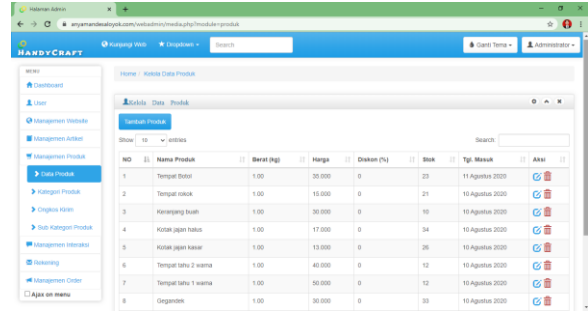 Halaman Admin
anyamandesaloyok.com/webadmin/media.php?module=produk
HANDYCRAFT
Kunjungi Web
Dropdown
Search
Ganti Tema
Administrator
MENU
Dashboard
User
Manajemen Website
Manajemen Artikel
Manajemen Produk
Data Produk
Kategori Produk
Ongkos Kirim
Sub Kategori Produk
Manajemen Interaksi
Rekening
Manajemen Order
Ajax on menu
Home / Kelola Data Produk
Kelola Data Produk
Tambah Produk
Show 10 entries
Search:
NO Nama Produk Berat (kg) Harga Diskon (%) Stok Tgl. Masuk Aksi
1 Tempat Botol 1.00 35.000 0 23 11 Agustus 2020
2 Tempat rokok 1.00 15.000 0 21 10 Agustus 2020
3 Keranjang buah 1.00 30.000 0 10 10 Agustus 2020
4 Kotak jajan halus 1.00 17.000 0 34 10 Agustus 2020
5 Kotak jajan kasar 1.00 13.000 0 26 10 Agustus 2020
6 Tempat tahu 2 warna 1.00 40.000 0 12 10 Agustus 2020
7 Tempat tahu 1 warna 1.00 50.000 0 12 10 Agustus 2020
8 Gegandek 1.00 30.000 0 33 10 Agustus 2020